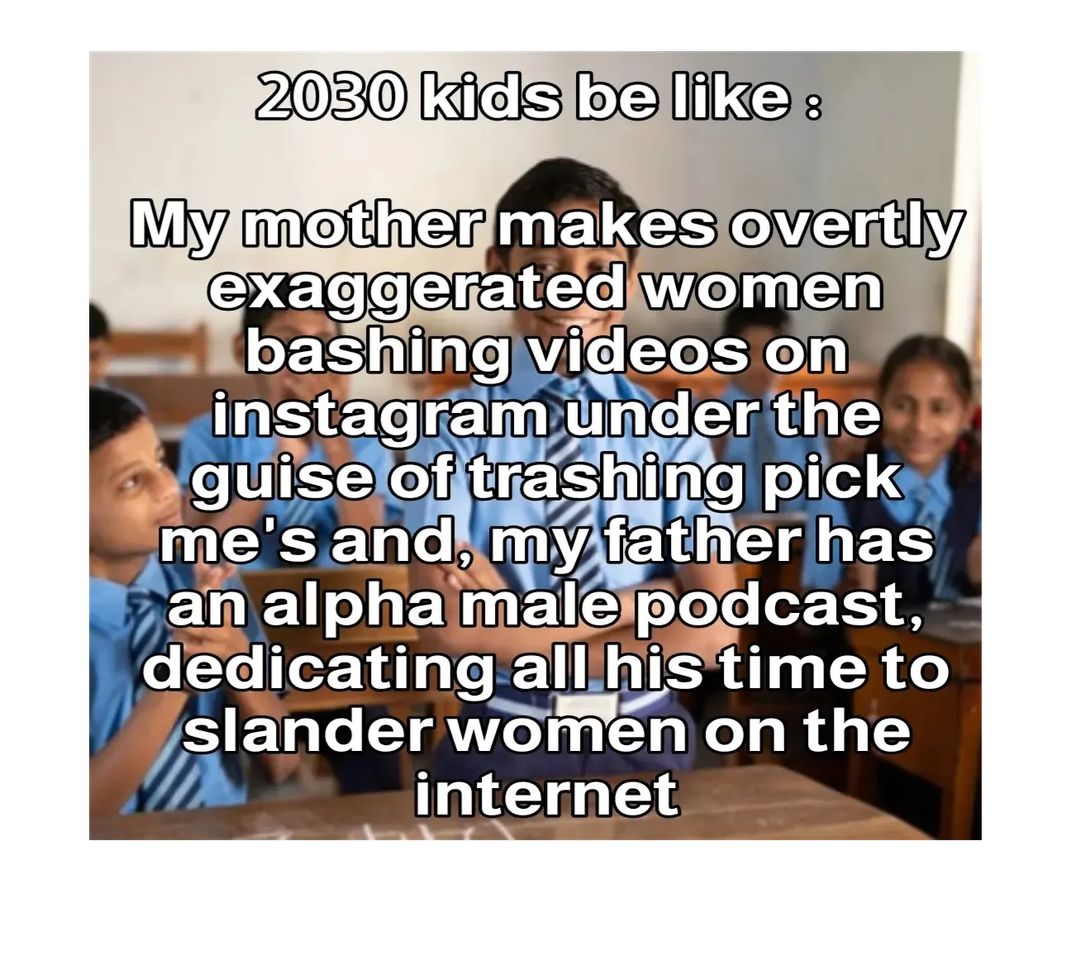 2030 kids be like :
My mother makes overtly
exaggerated women
bashing videos on
instagram under the
guise of trashing pick
me's and, my father has
an alpha male podcast,
dedicating all his time to
slander women on the
internet